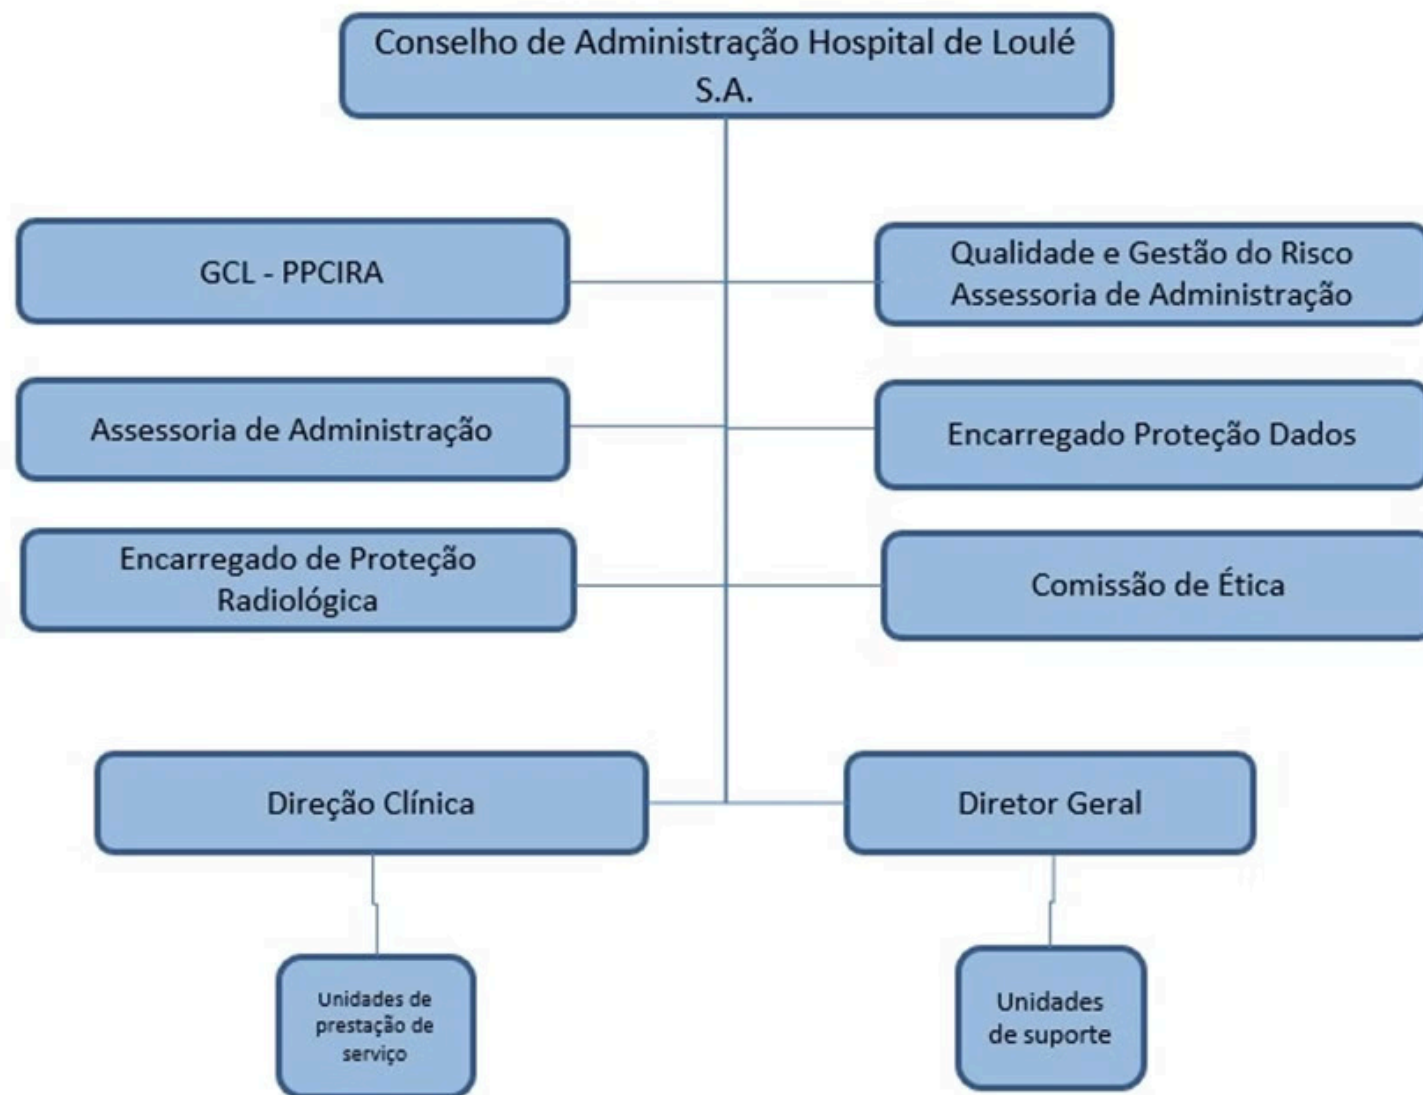 Conselho de Administração Hospital de Loulé
S.A.
GCL - PPCIRA
Qualidade e Gestão do Risco
Assessoria de Administração
Assessoria de Administração
Encarregado Proteção Dados
Encarregado de Proteção
Radiológica
Comissão de Ética
Direção Clínica
Diretor Geral
Unidades de
prestação de
serviço
Unidades
de suporte